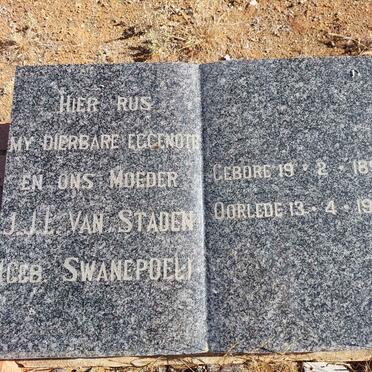 HIER RUS
MY DIERBARE EGGENOTE
EN ONS MOEDER
J.J.E. VAN STADEN
(GEB. SWANEPOEL)
GEBORE 19 - 2 - 18
OORLEDE 13 - 4 - 19